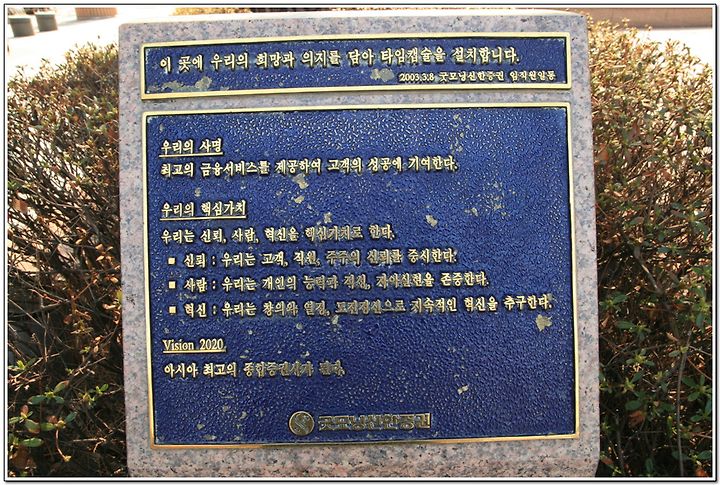 이 곳에 우리의 희망과 의지를 담아 타임캡슐을 설치합니다.
2003.3.8 굿모닝신한증권 임직원일동
우리의 사명
최고의 금융서비스를 제공하여 고객의 성공에 기여한다.
우리의 핵심가치
우리는 신뢰, 사람, 혁신을 핵심가치로 한다.
■ 신뢰 : 우리는 고객, 직원, 주주의 신뢰를 중시한다.
■ 사람 : 우리는 개인의 능력과 직원, 자아실현을 존중한다.
■ 혁신 : 우리는 창의와 열정, 도전정신으로 지속적인 혁신을 추구한다.
Vision 2020
아시아 최고의 종합증권사가 된다.
굿모닝신한증권